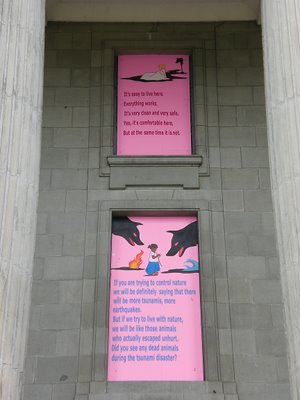 It's easy to live here.
Everything works,
It's very clean and very safe.
Yes, it's comfortable here,
But at the same time it is not.
If you are trying to control nature
we will be definitely saying that there
will be more tsunamis, more
earthquakes.
But if we try to live with nature,
we will be like those animals
who actually escaped unhurt.
Did you see any dead animals
during the tsunami disaster?